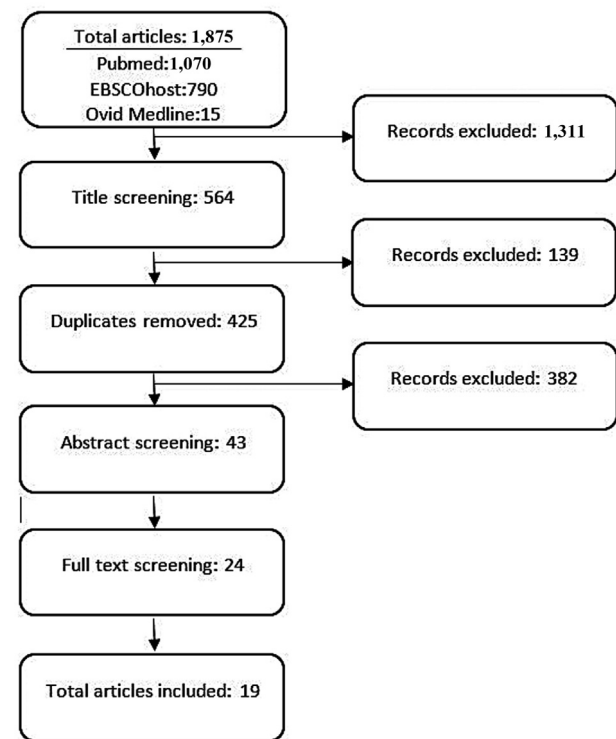 Total articles: 1,875
Pubmed:1,070
EBSCOhost:790
Ovid Medline:15
Records excluded: 1,311
Title screening: 564
Records excluded: 139
Duplicates removed: 425
Records excluded: 382
Abstract screening: 43
Full text screening: 24
Total articles included: 19